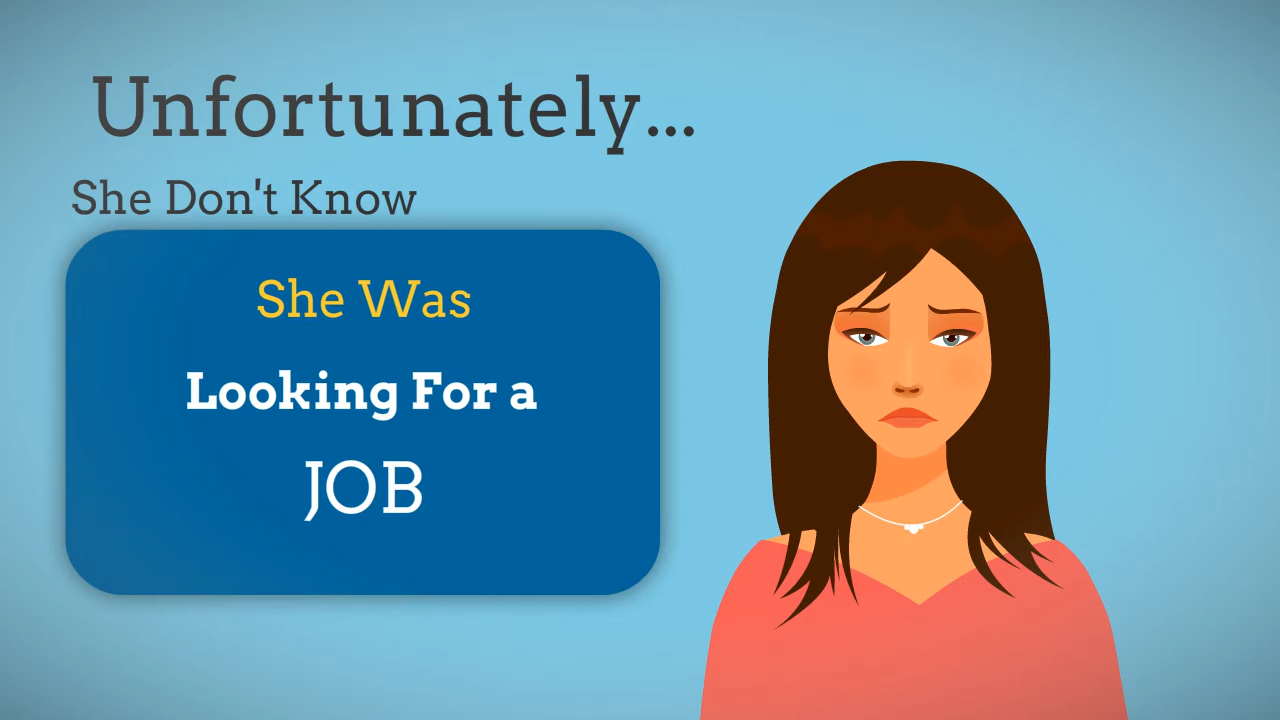 Unfortunately...
She Don't Know
She Was
Looking For a
JOB